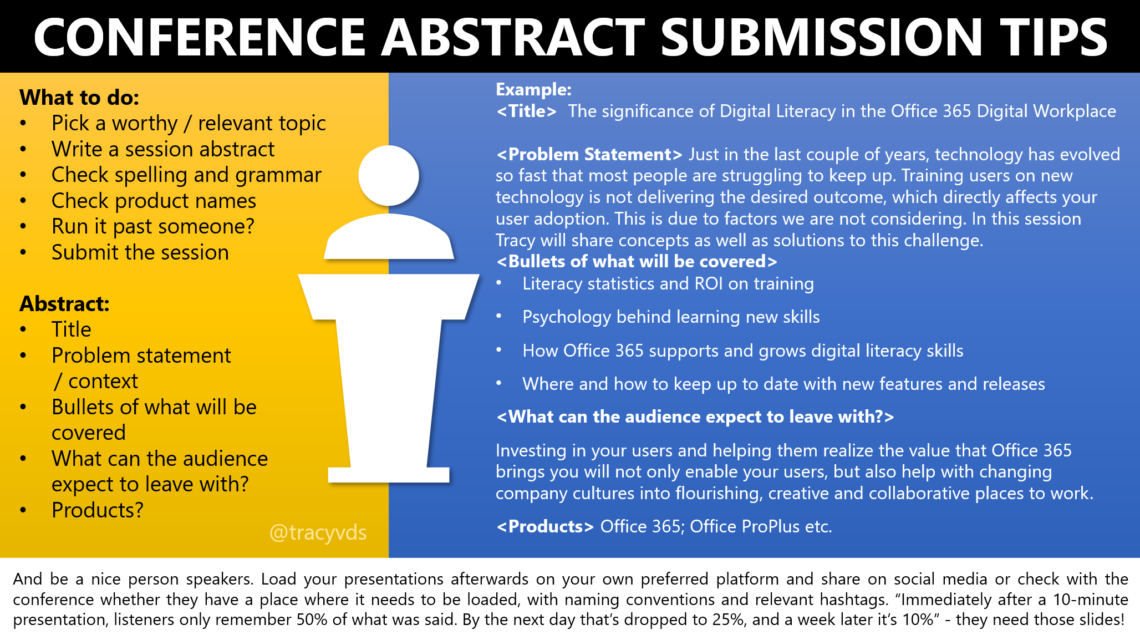 CONFERENCE ABSTRACT SUBMISSION TIPS
What to do:
• Pick a worthy / relevant topic
• Write a session abstract
• Check spelling and grammar
• Check product names
• Run it past someone?
• Submit the session
Abstract:
• Title
• Problem statement
/ context
• Bullets of what will be
covered
• What can the audience
expect to leave with?
• Products?
@tracyvds
Example:
<Title> The significance of Digital Literacy in the Office 365 Digital Workplace
<Problem Statement> Just in the last couple of years, technology has evolved
so fast that most people are struggling to keep up. Training users on new
technology is not delivering the desired outcome, which directly affects your
user adoption. This is due to factors we are not considering. In this session
Tracy will share concepts as well as solutions to this challenge.
<Bullets of what will be covered>
• Literacy statistics and ROI on training
• Psychology behind learning new skills
• How Office 365 supports and grows digital literacy skills
• Where and how to keep up to date with new features and releases
<What can the audience expect to leave with?>
Investing in your users and helping them realize the value that Office 365
brings you will not only enable your users, but also help with changing
company cultures into flourishing, creative and collaborative places to work.
<Products> Office 365; Office ProPlus etc.
And be a nice person speakers. Load your presentations afterwards on your own preferred platform and share on social media or check with the
conference whether they have a place where it needs to be loaded, with naming conventions and relevant hashtags. “Immediately after a 10-minute
presentation, listeners only remember 50% of what was said. By the next day that’s dropped to 25%, and a week later it’s 10%” - they need those slides!